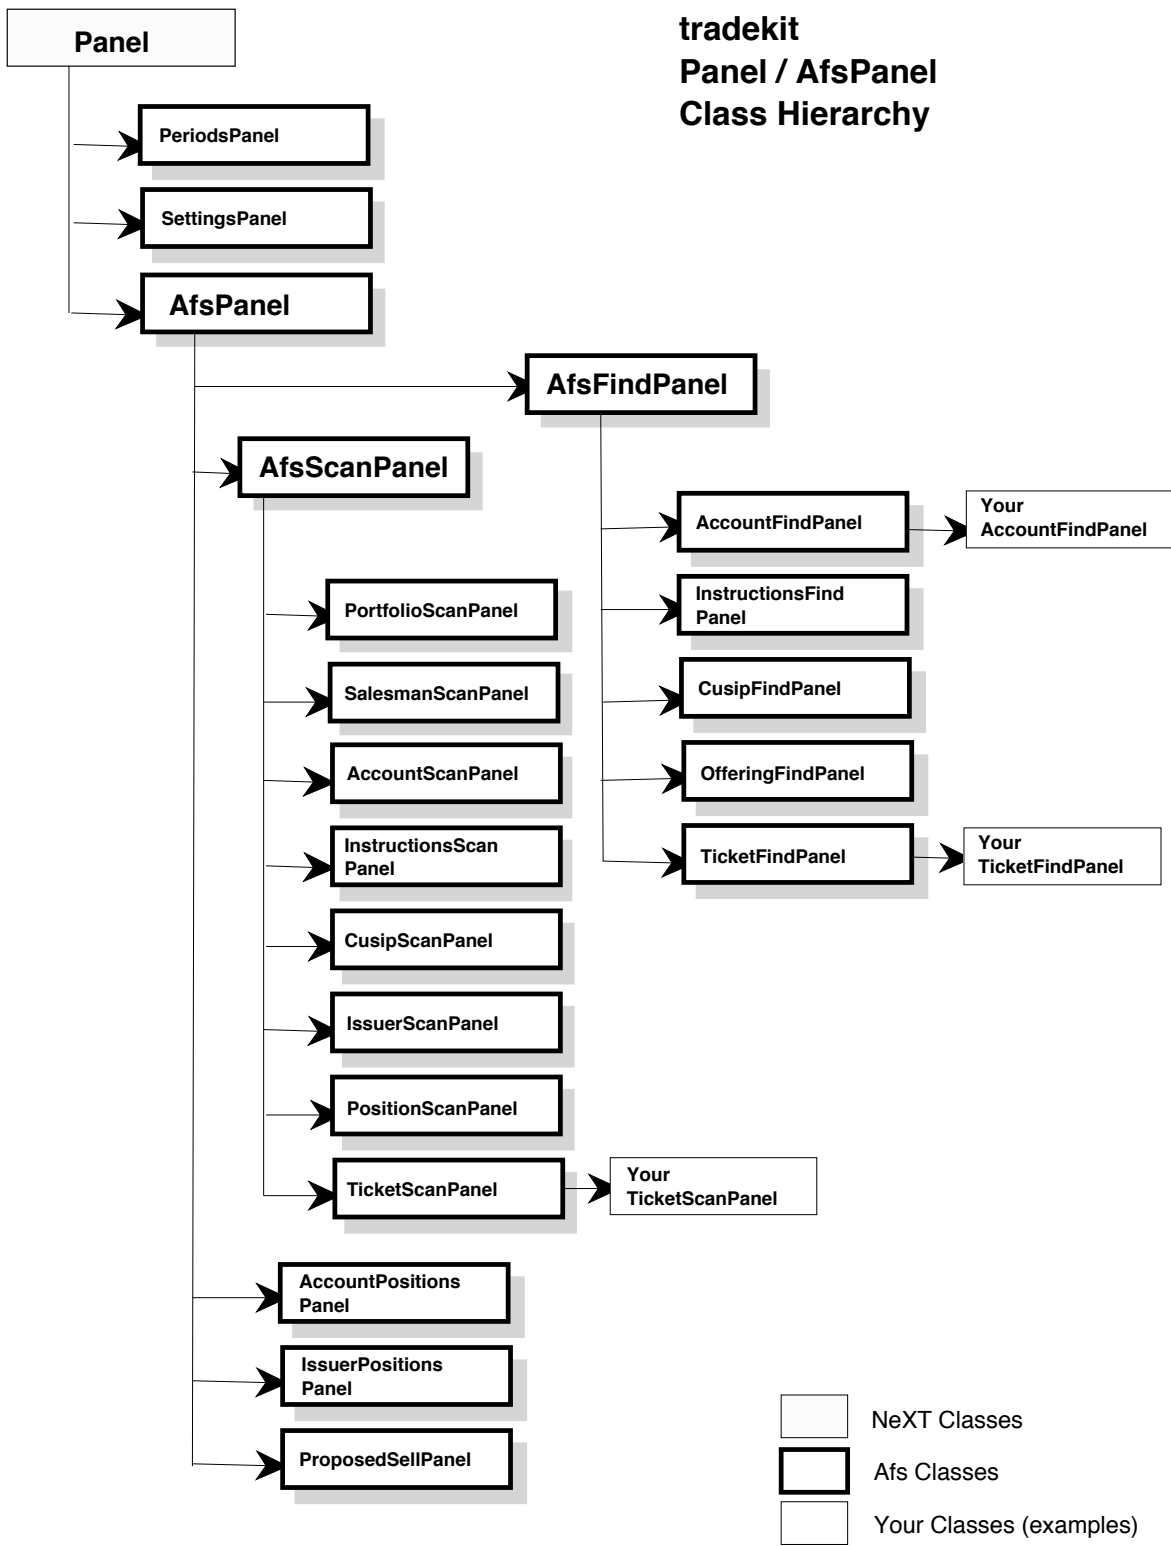 Panel
tradekit
Panel / AfsPanel
Class Hierarchy
PeriodsPanel
SettingsPanel
AfsPanel
AfsFindPanel
AfsScanPanel
AccountFindPanel
Your
AccountFindPanel
InstructionsFind
Panel
CusipFindPanel
OfferingFindPanel
TicketFindPanel
Your
TicketFindPanel
PortfolioScanPanel
SalesmanScanPanel
AccountScanPanel
InstructionsScan
Panel
CusipScanPanel
IssuerScanPanel
PositionScanPanel
TicketScanPanel
Your
TicketScanPanel
AccountPositions
Panel
IssuerPositions
Panel
ProposedSellPanel
NeXT Classes
Afs Classes
Your Classes (examples)